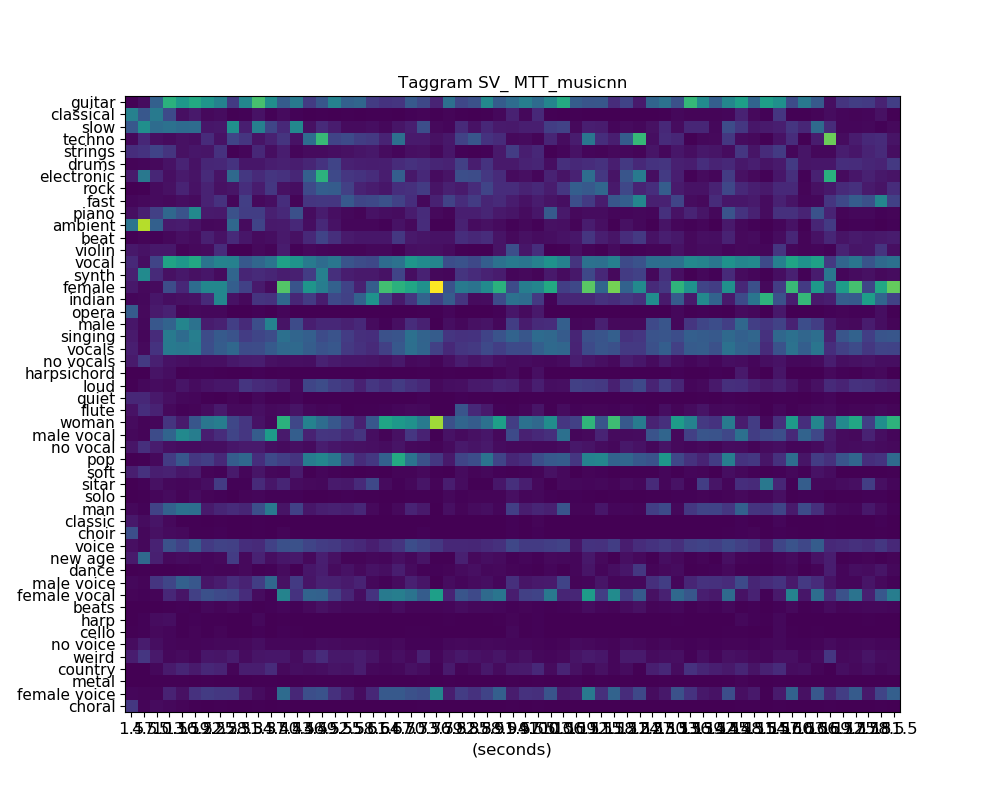 Taggram SV_ MTT_musicnn
guitar
classical
slow
techno
strings
drums
electronic
rock
fast
piano
ambient
beat
violin
vocal
synth
female
indian
opera
male
singing
vocals
no vocals
harpsichord
loud
quiet
flute
woman
male vocal
no vocal
pop
soft
sitar
solo
man
classic
choir
voice
new age
dance
male voice
female vocal
beats
harp
cello
no voice
weird
country
metal
female voice
choral
(seconds)